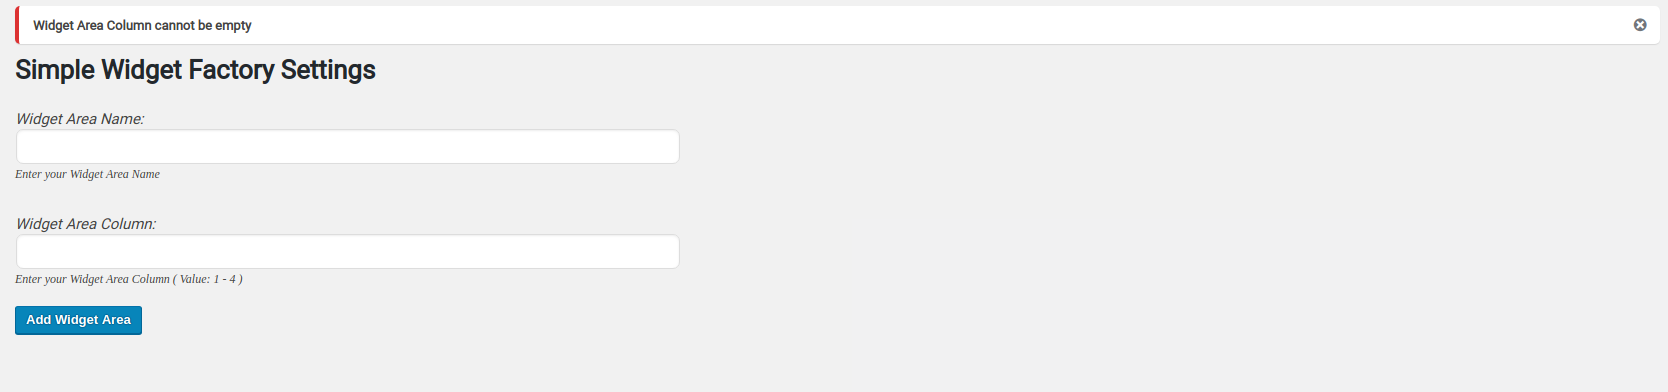 Widget Area Column cannot be empty
Simple Widget Factory Settings
Widget Area Name:
Enter your Widget Area Name
Widget Area Column:
Enter your Widget Area Column ( Value: 1 - 4 )
Add Widget Area